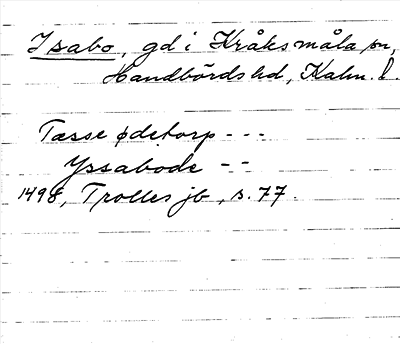 Isabo, gd i Kråksmåla sn,
Handbörds hd, Kalm. l.
Tæsse ødetorp - - -
Yssabode - -
1498, Trolles jb, s. 77.